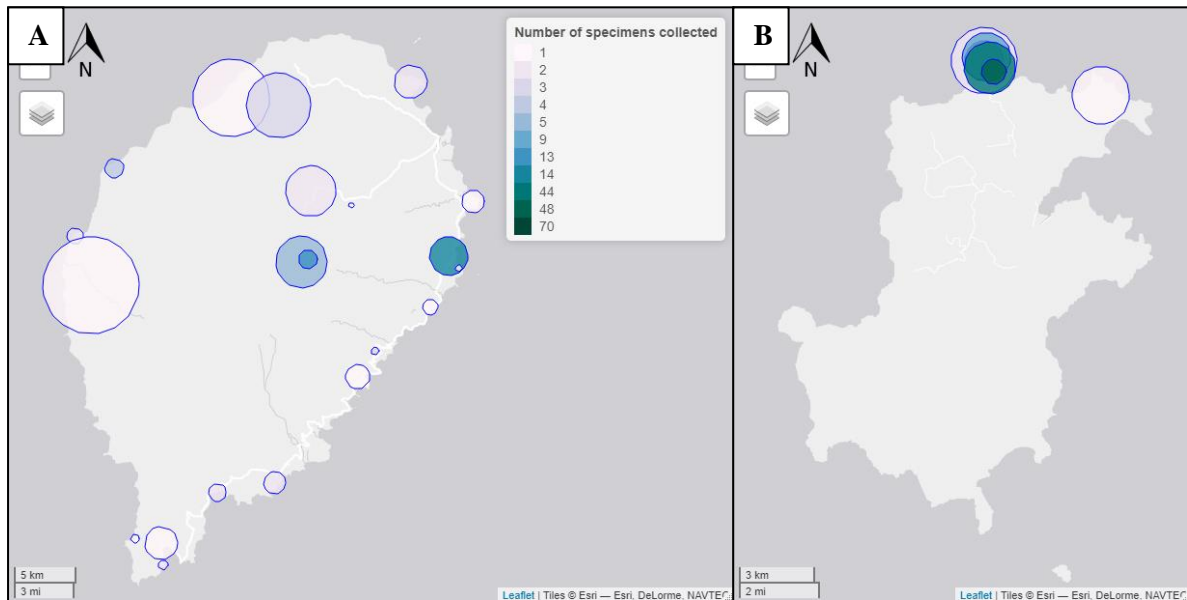 A
N
Number of specimens collected
1
2
3
4
5
9
13
14
44
48
70
5 km
3 mi
Leaflet | Tiles © Esri — Esri, DeLorme, NAVTEC
B
N
3 km
2 mi
Leaflet | Tiles © Esri — Esri, DeLorme, NAVTEC